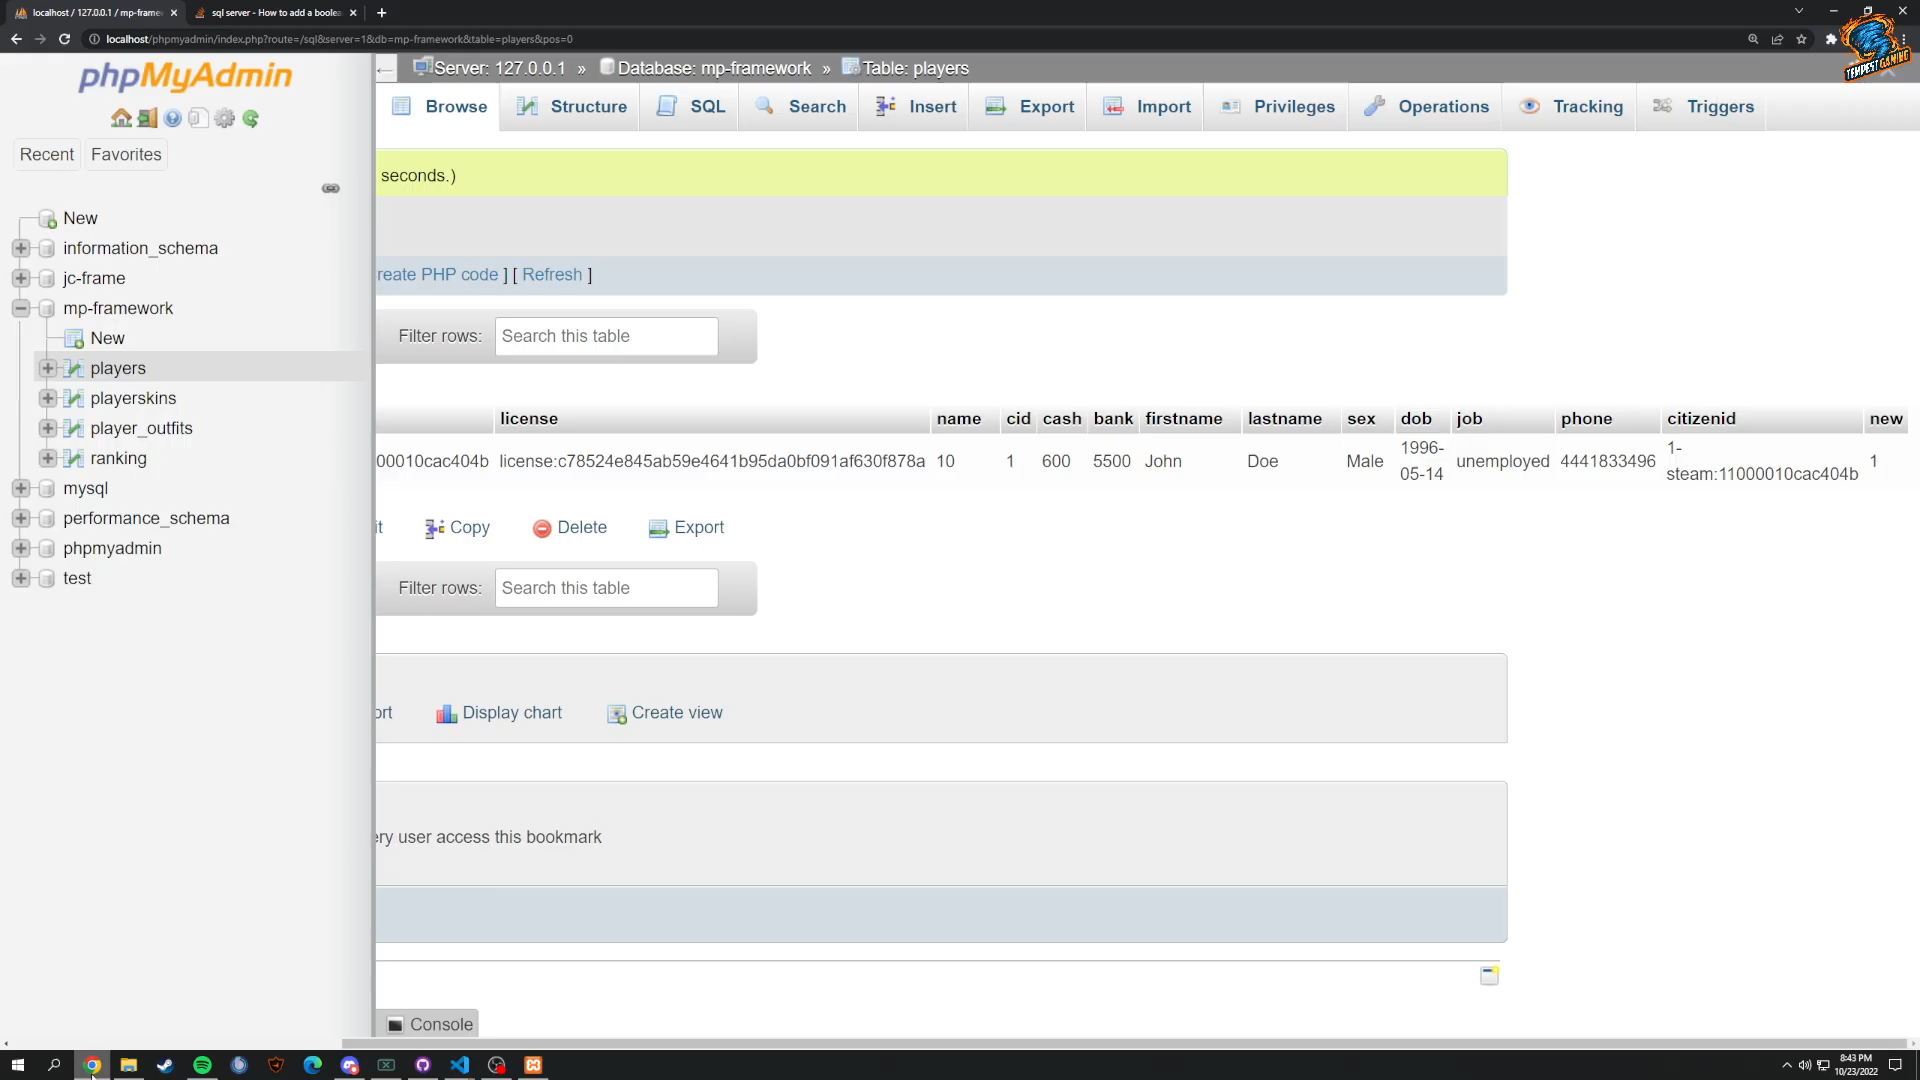 localhost / 127.0.0.1 / mp-frame
sql server - How to add a boolea
localhost/phpmyadmin/index.php?route=/sql&server=1&db=mp-framework&table=players&pos=0
TEMPEST GAMING
phpMyAdmin
Recent
Favorites
New
information_schema
jc-frame
mp-framework
New
players
playerskins
player_outfits
ranking
mysql
performance_schema
phpmyadmin
test
Server: 127.0.0.1 » Database: mp-framework » Table: players
Browse Structure SQL Search Insert Export Import Privileges Operations Tracking Triggers
seconds.)
reate PHP code ] [ Refresh ]
Filter rows: Search this table
license name cid cash bank firstname lastname sex dob job phone citizenid new
00010cac404b license:c78524e845ab59e4641b95da0bf091af630f878a 10 1 600 5500 John Doe Male 1996-05-14 unemployed 4441833496 1-steam:11000010cac404b 1
it Copy Delete Export
Filter rows: Search this table
ort Display chart Create view
ery user access this bookmark
Console
8:43 PM
10/23/2022